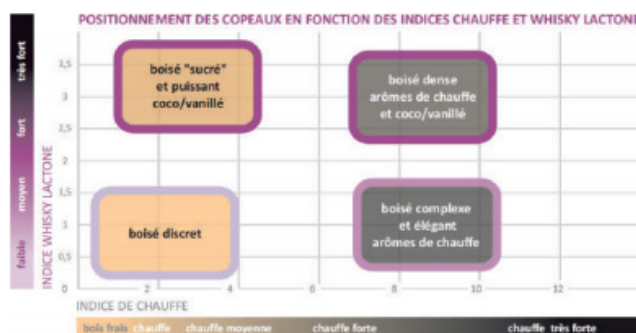 POSITIONNEMENT DES COPEAUX EN FONCTION DES INDICES CHAUFFE ET WHISKY LACTONE
très fort
fort
moyen
faible
INDICE WHISKY LACTONE
3,5
3
2,5
2
1,5
1
0,5
0
boisé "sucré"
et puissant
coco/vanillé
boisé dense
arômes de chauffe
et coco/vanillé
boisé discret
boisé complexe
et élégant
arômes de chauffe
2
4
6
8
10
12
INDICE DE CHAUFFE
bois frais chauffe chauffe moyenne chauffe forte chauffe très forte